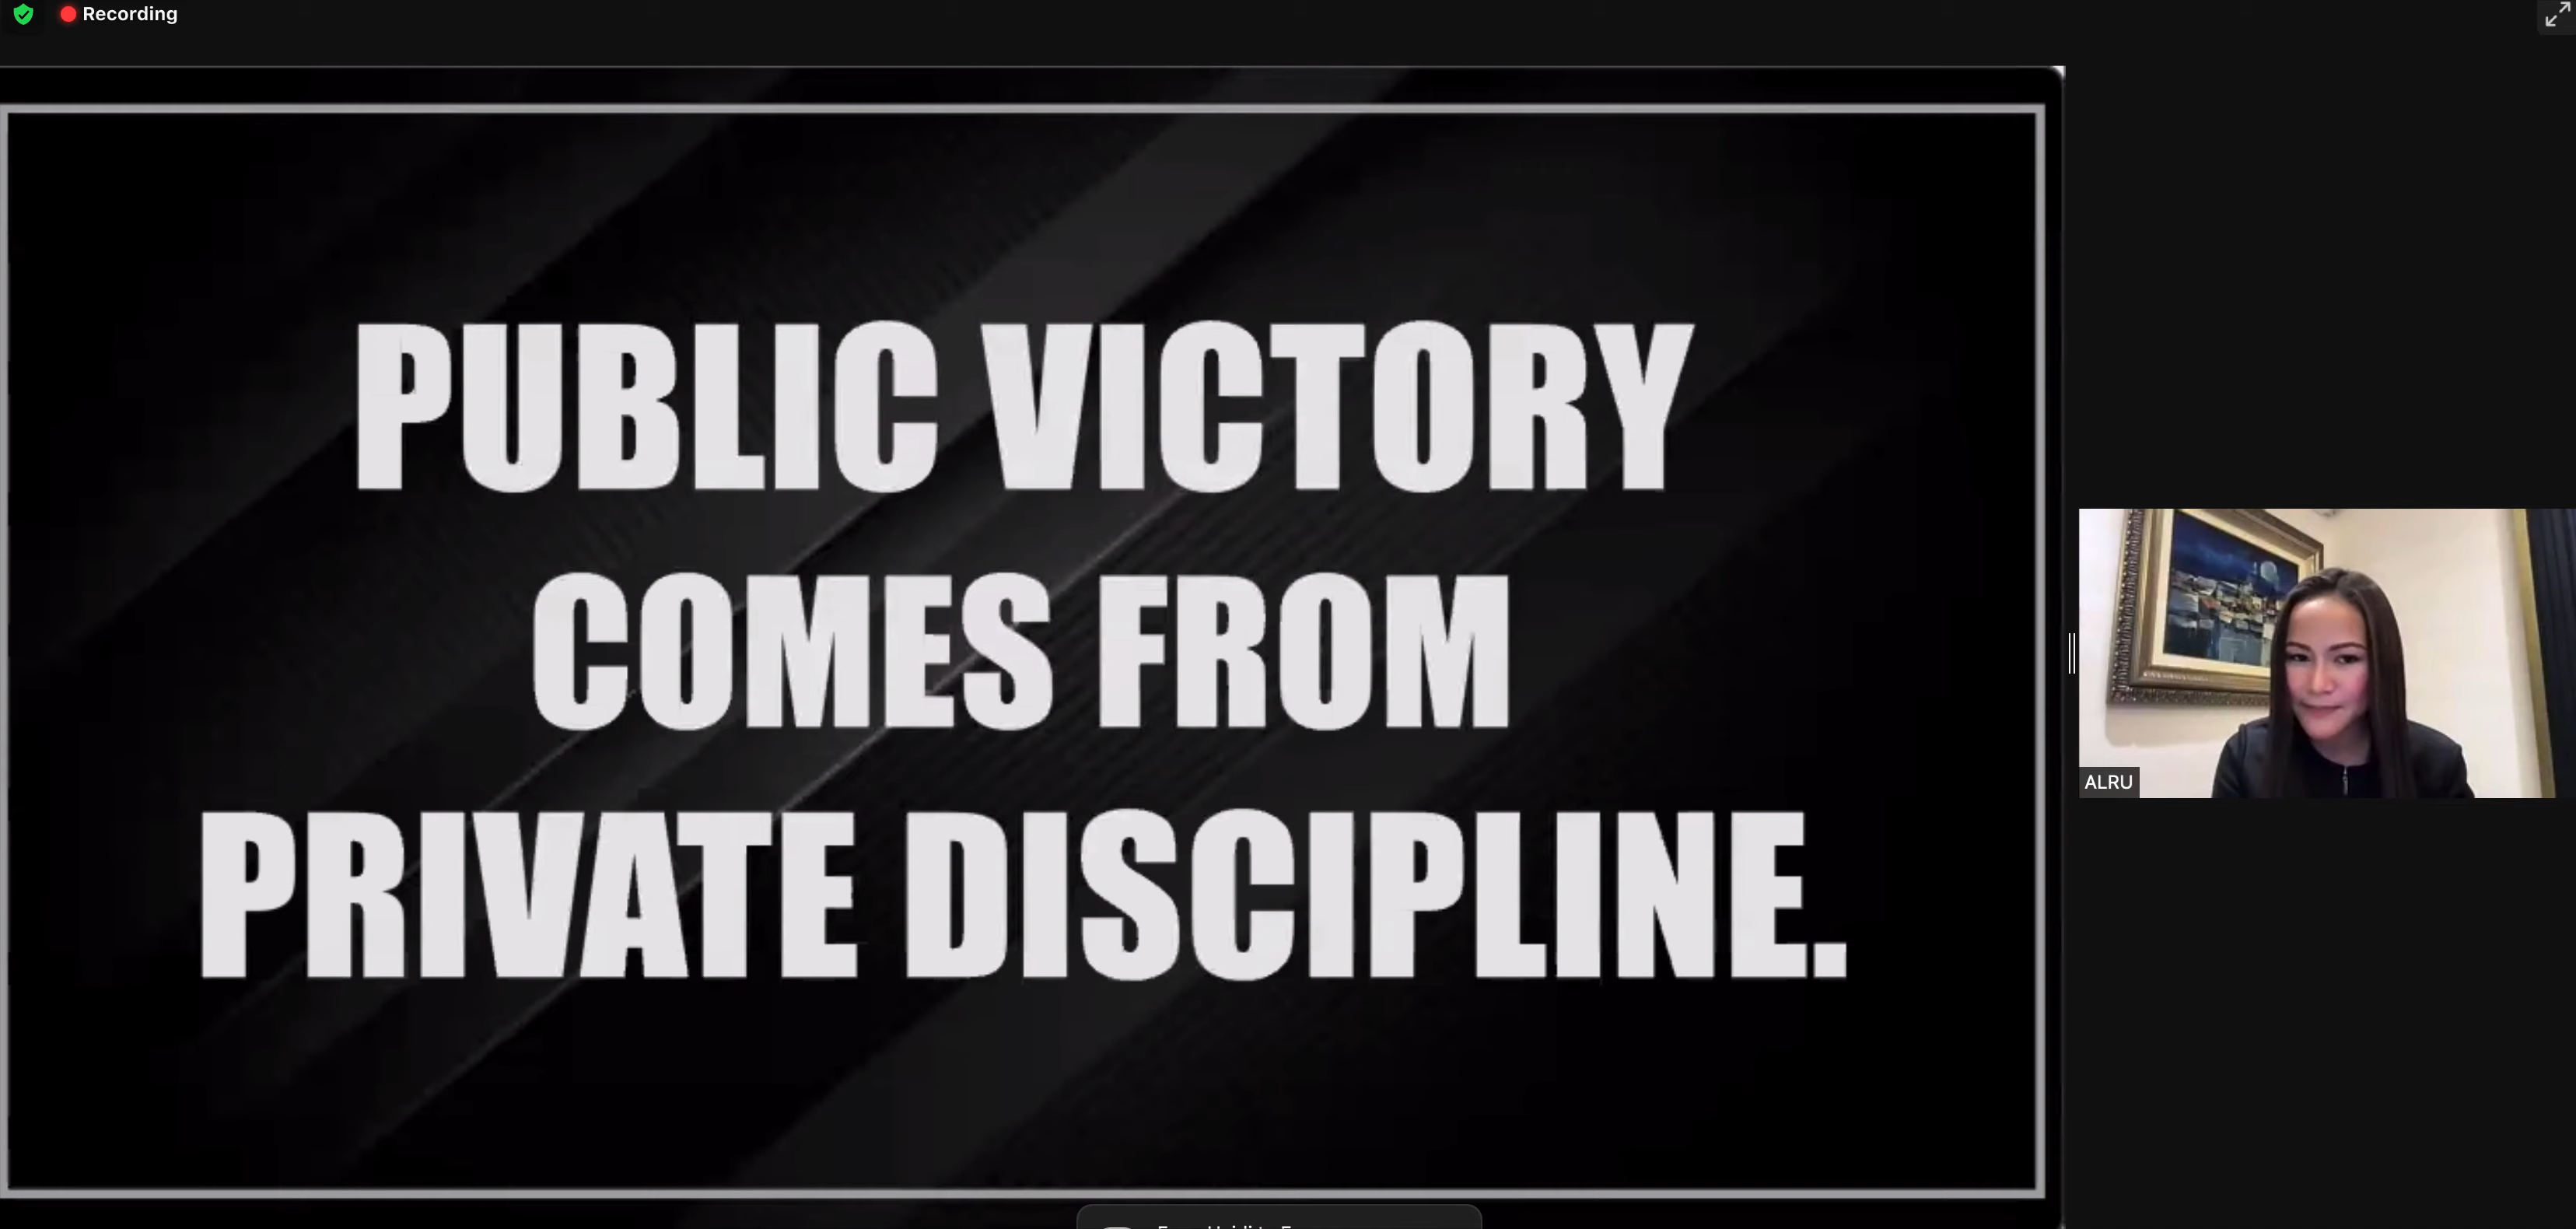 Recording
PUBLIC VICTORY
COMES FROM
PRIVATE DISCIPLINE.
ALRU